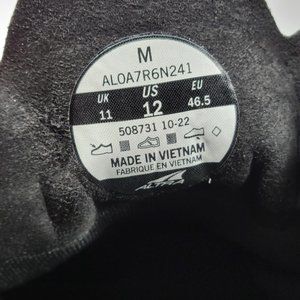 M
AL0A7R6N241
UK US EU
11 12 46.5
508731 10-22
MADE IN VIETNAM
FABRIQUE EN VIETNAM
ALTRA